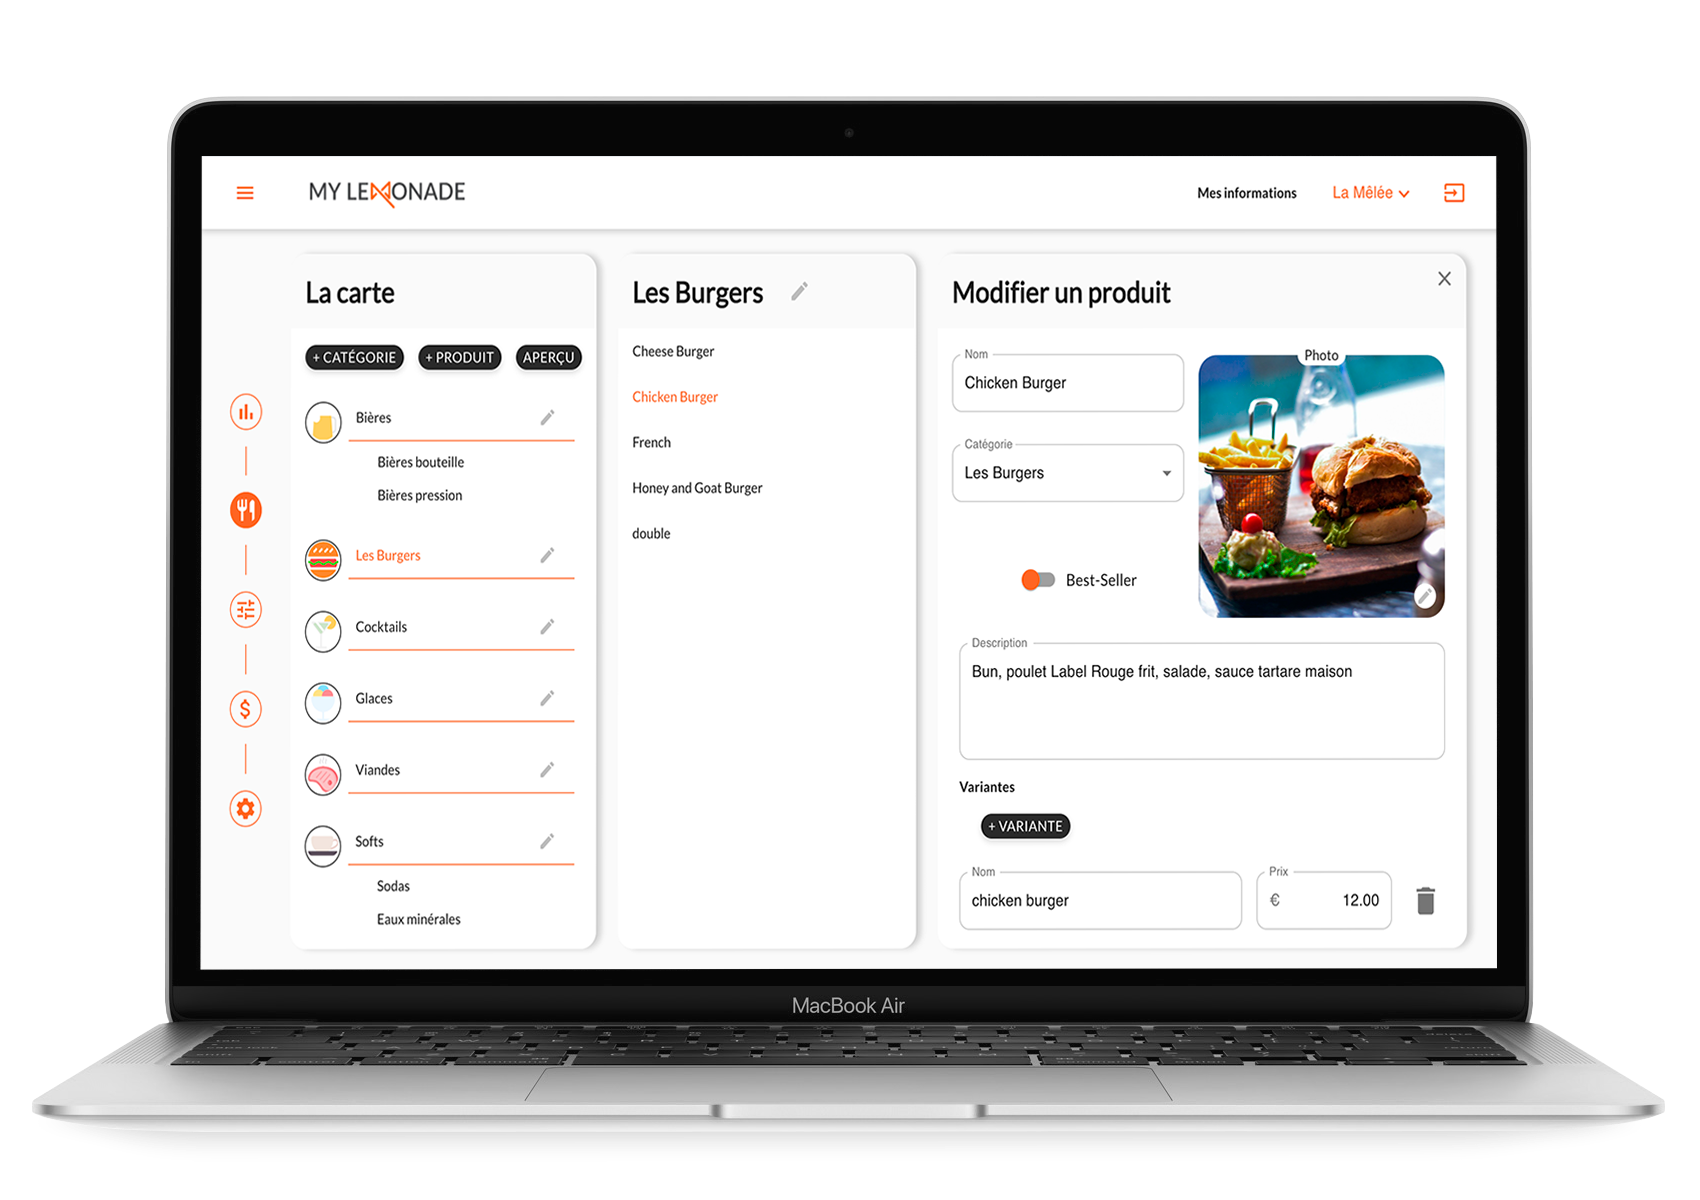 MY LEMONADE
Mes informations
La Mêlée
La carte
+ CATÉGORIE
+ PRODUIT
APERÇU
Bières
Bières bouteille
Bières pression
Les Burgers
Cocktails
Glaces
Viandes
Softs
Sodas
Eaux minérales
Les Burgers
Cheese Burger
Chicken Burger
French
Honey and Goat Burger
double
Modifier un produit
Nom
Chicken Burger
Catégorie
Les Burgers
Best-Seller
Photo
Description
Bun, poulet Label Rouge frit, salade, sauce tartare maison
Variantes
+ VARIANTE
Nom
chicken burger
Prix
€ 12.00
MacBook Air